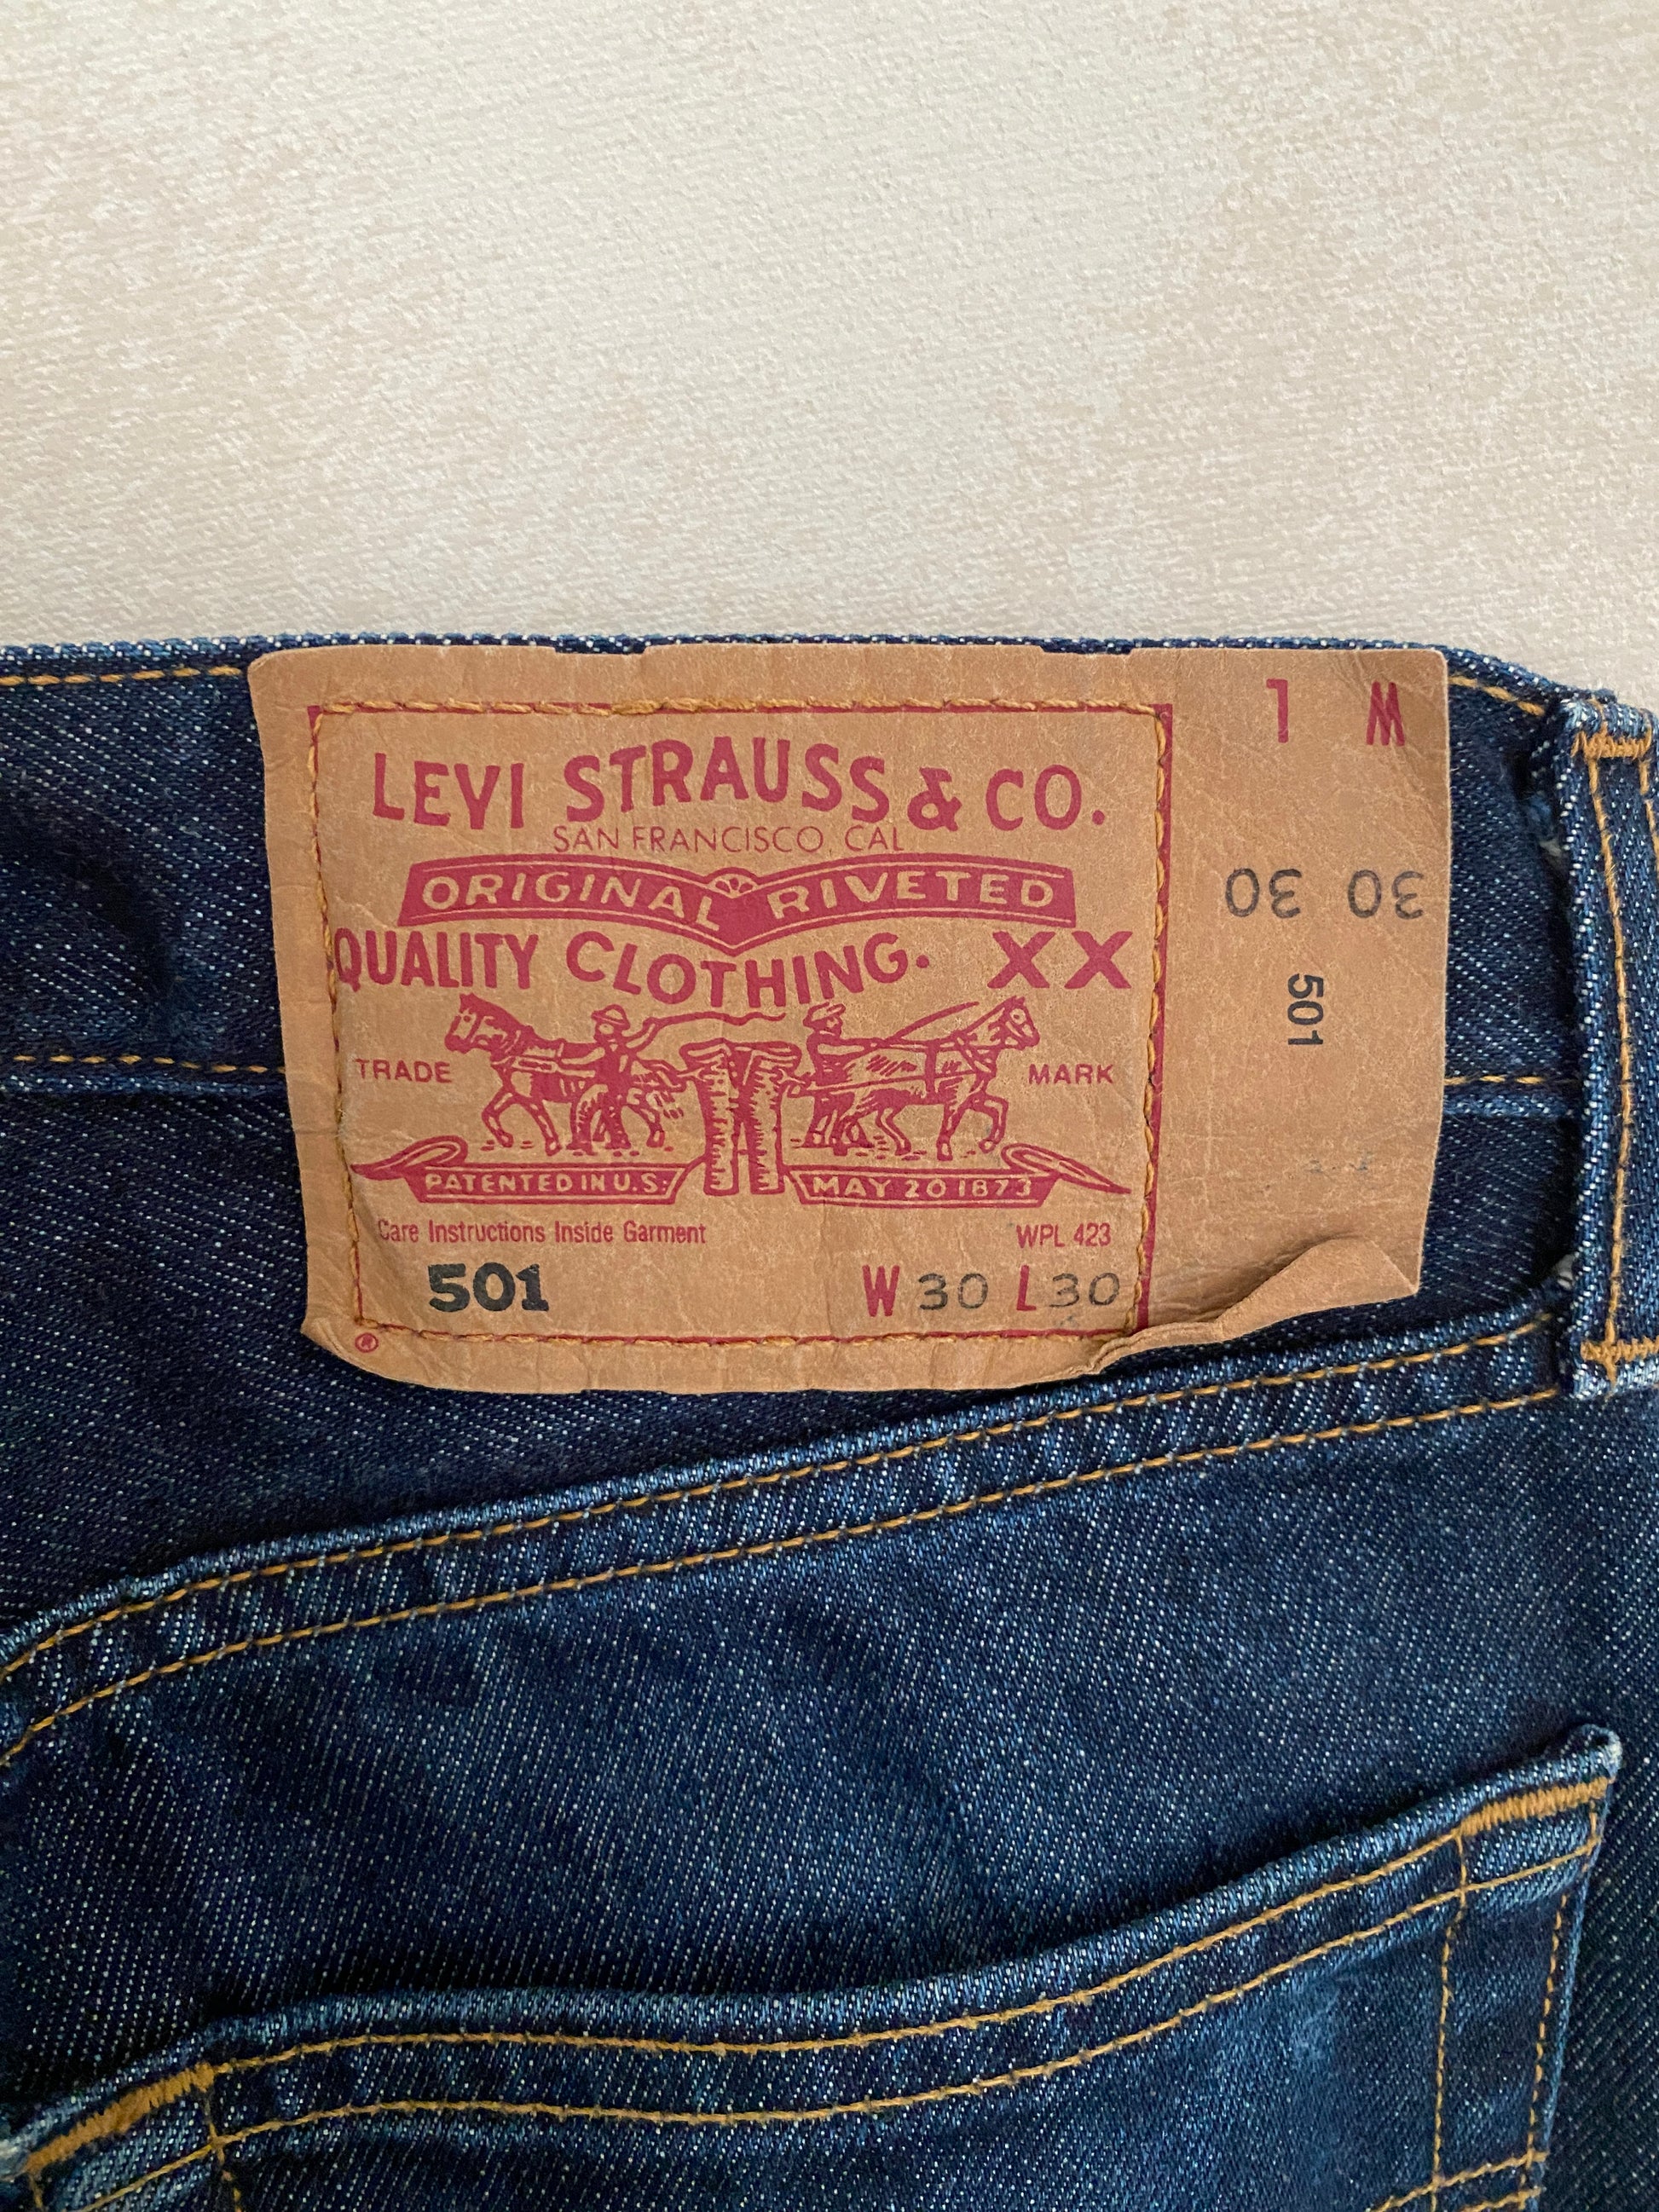 LEVI STRAUSS & CO.
SAN FRANCISCO, CAL
ORIGINAL RIVETED
QUALITY CLOTHING. XX
TRADE MARK
PATENTED IN U.S. MAY 20 1873
Care Instructions Inside Garment WPL 423
501 W 30 L 30
®
W L
30 30
501